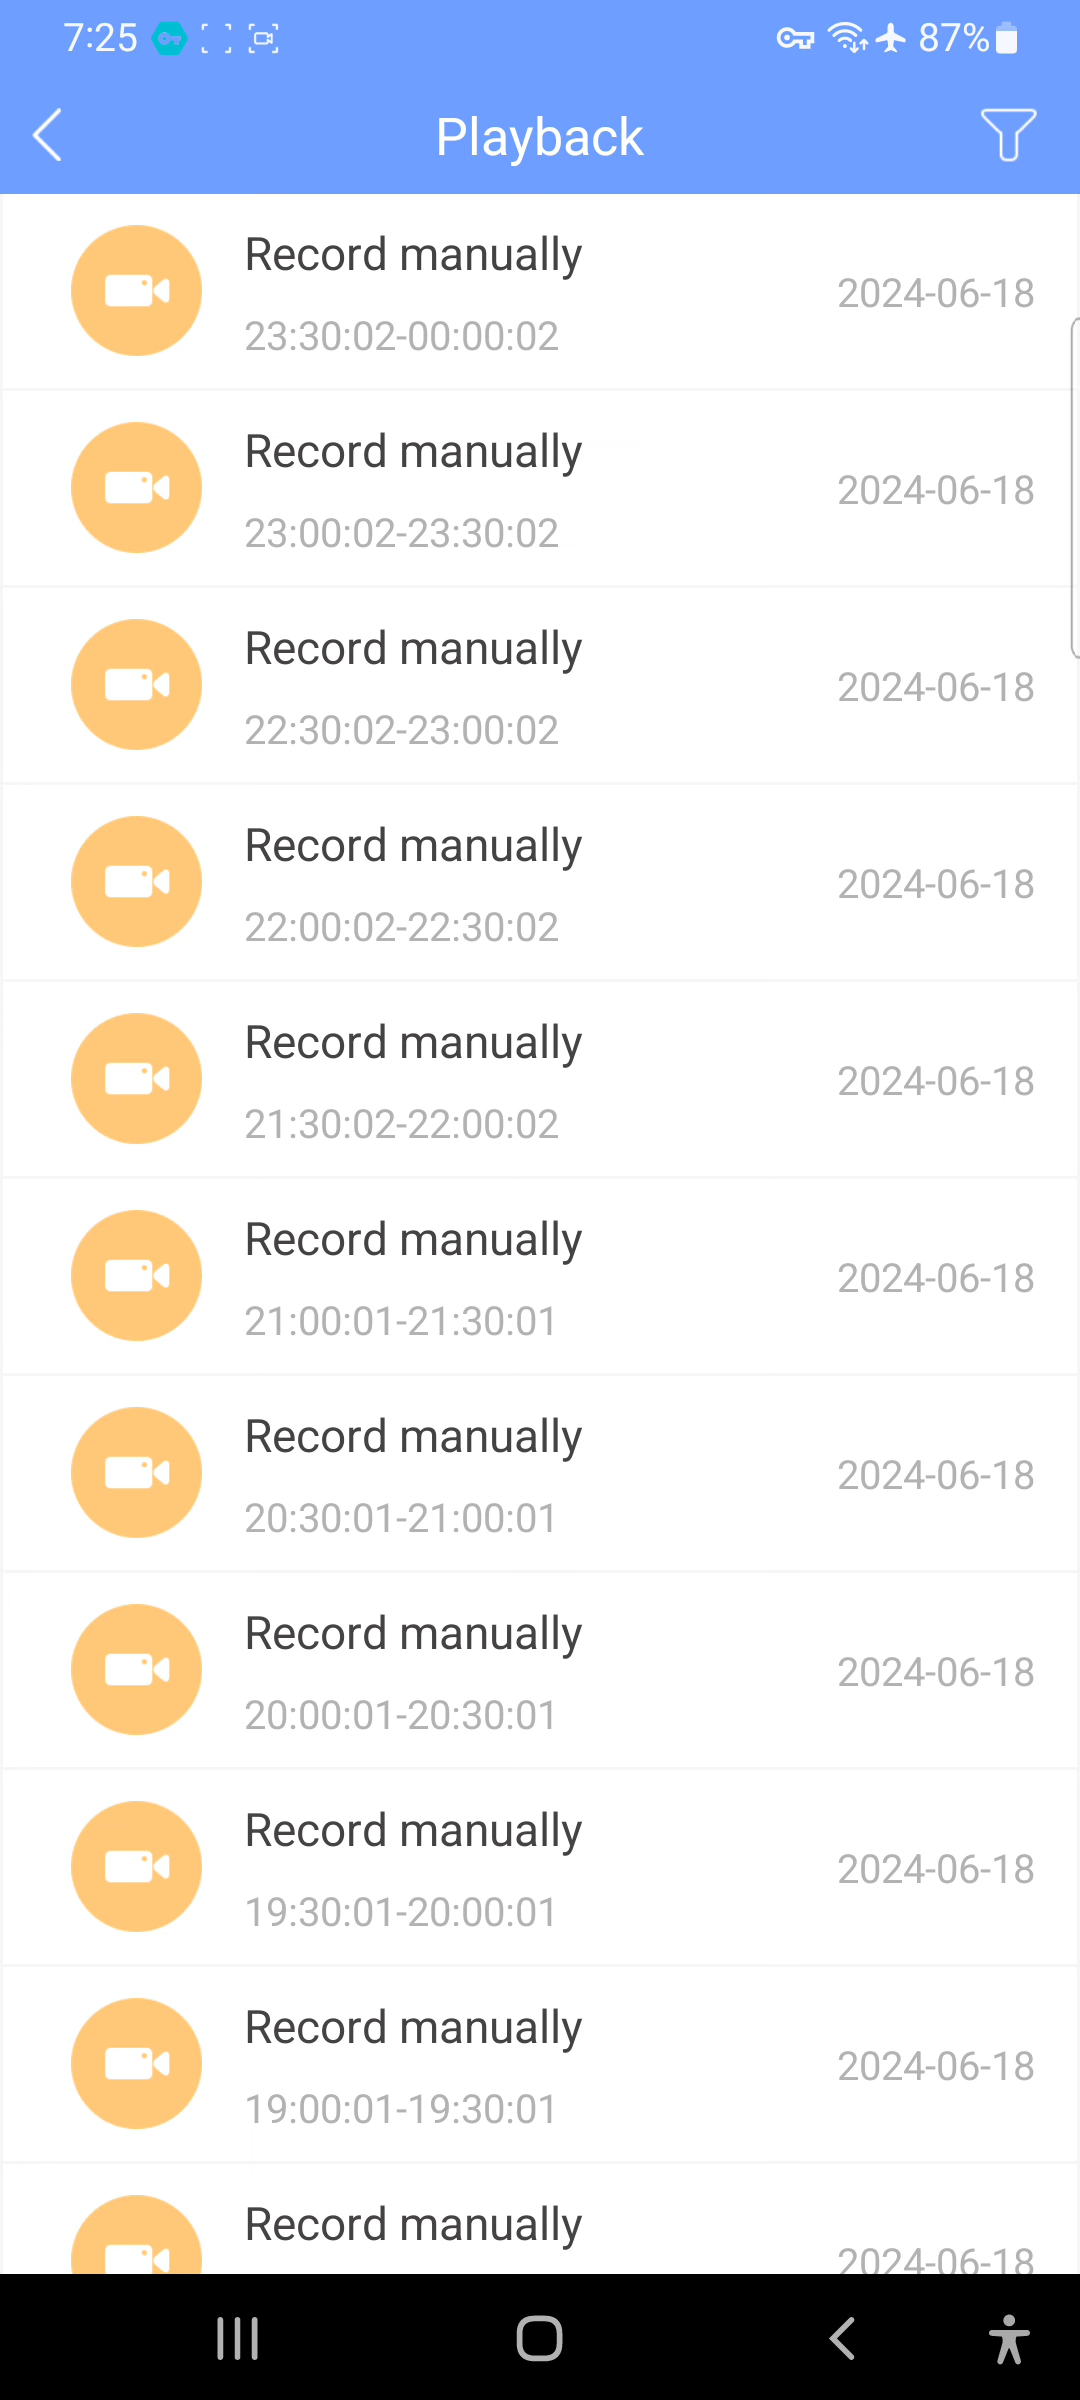 7:25 87%
Playback
Record manually
2024-06-18
23:30:02-00:00:02
Record manually
2024-06-18
23:00:02-23:30:02
Record manually
2024-06-18
22:30:02-23:00:02
Record manually
2024-06-18
22:00:02-22:30:02
Record manually
2024-06-18
21:30:02-22:00:02
Record manually
2024-06-18
21:00:01-21:30:01
Record manually
2024-06-18
20:30:01-21:00:01
Record manually
2024-06-18
20:00:01-20:30:01
Record manually
2024-06-18
19:30:01-20:00:01
Record manually
2024-06-18
19:00:01-19:30:01
Record manually
2024-06-18